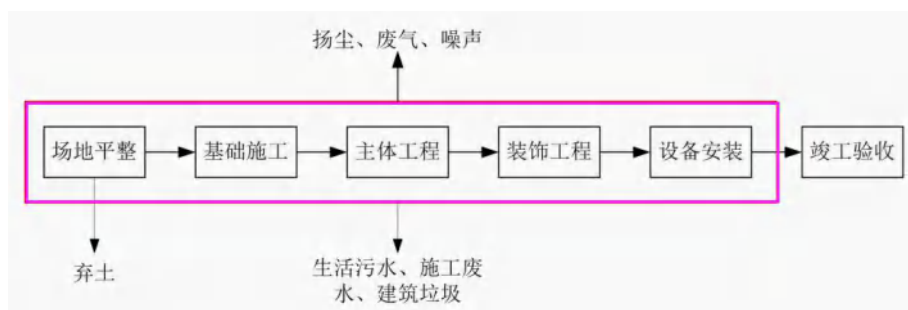 扬尘、废气、噪声
场地平整
基础施工
主体工程
装饰工程
设备安装
竣工验收
弃土
生活污水、施工废
水、建筑垃圾